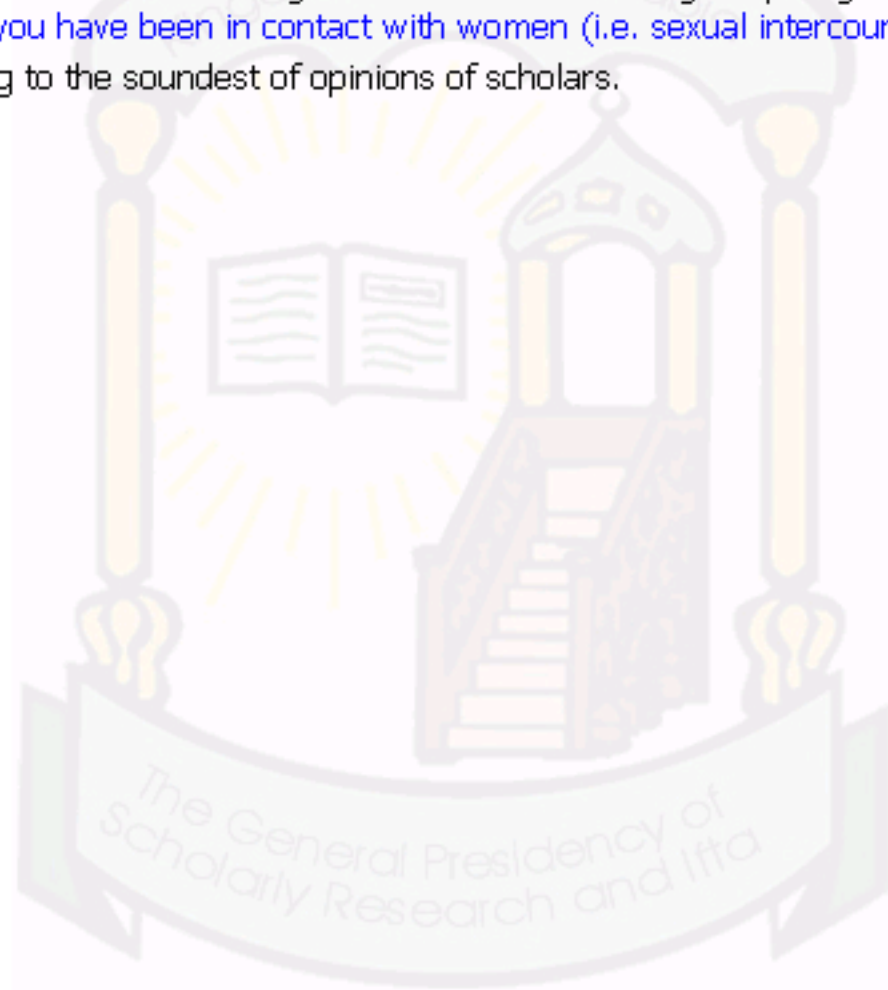 you have been in contact with women (i.e. sexual intercour
g to the soundest of opinions of scholars.
The General Presidency of
Scholarly Research and Ifta